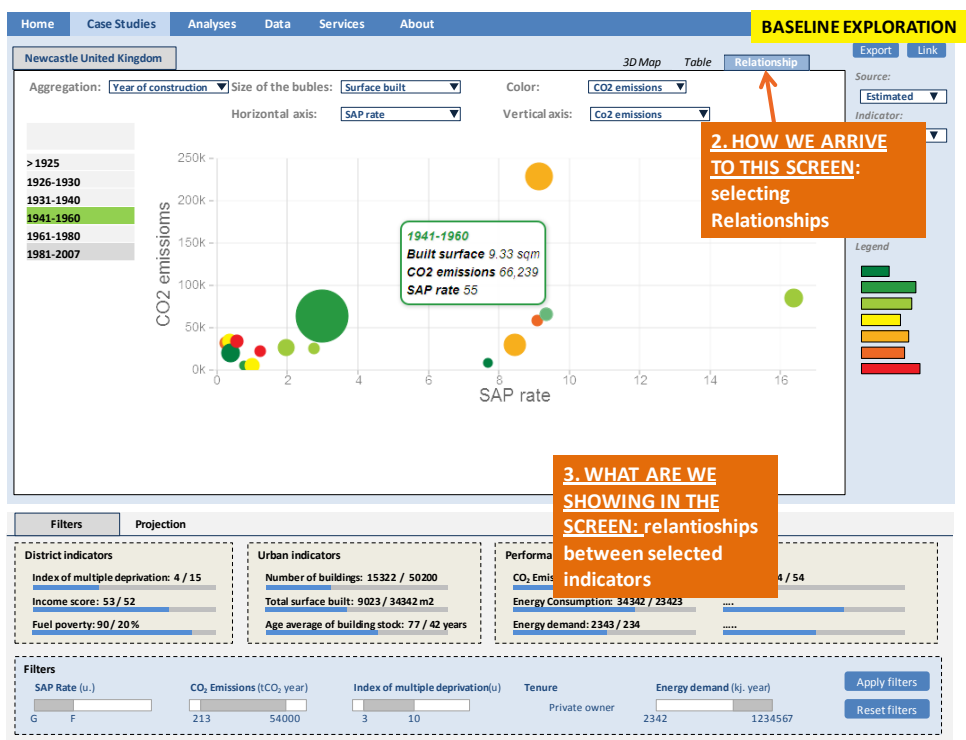 Home Case Studies Analyses Data Services About
BASELINE EXPLORATION
Newcastle United Kingdom
3D Map Table Relationship
Export Link
Source:
Estimated
Indicator:
Aggregation: Year of construction Size of the bubles: Surface built Color: CO2 emissions
Horizontal axis: SAP rate Vertical axis: Co2 emissions
2. HOW WE ARRIVE
TO THIS SCREEN:
selecting
Relationships
> 1925
1926-1930
1931-1940
1941-1960
1961-1980
1981-2007
250k
200k
150k
100k
50k
0k
CO2 emissioms
0 2 4 6 8 10 12 14 16
SAP rate
1941-1960
Built surface 9.33 sqm
CO2 emissions 66,239
SAP rate 55
Legend
3. WHAT ARE WE
SHOWING IN THE
SCREEN: relantioships
between selected
indicators
Filters Projection
District indicators
Index of multiple deprivation: 4 / 15
Income score: 53 / 52
Fuel poverty: 90 / 20 %
Urban indicators
Number of buildings: 15322 / 50200
Total surface built: 9023 / 34342 m2
Age average of building stock: 77 / 42 years
CO2 / 54
Energy Consumption: 34342 / 23423 ....
Energy demand: 2343 / 234 .....
Filters
SAP Rate (u.) CO2 Emissions (tCO2 year) Index of multiple deprivation(u) Tenure Energy demand (kj. year)
Private owner
G F 213 54000 3 10 2342 1234567
Apply filters
Reset filters